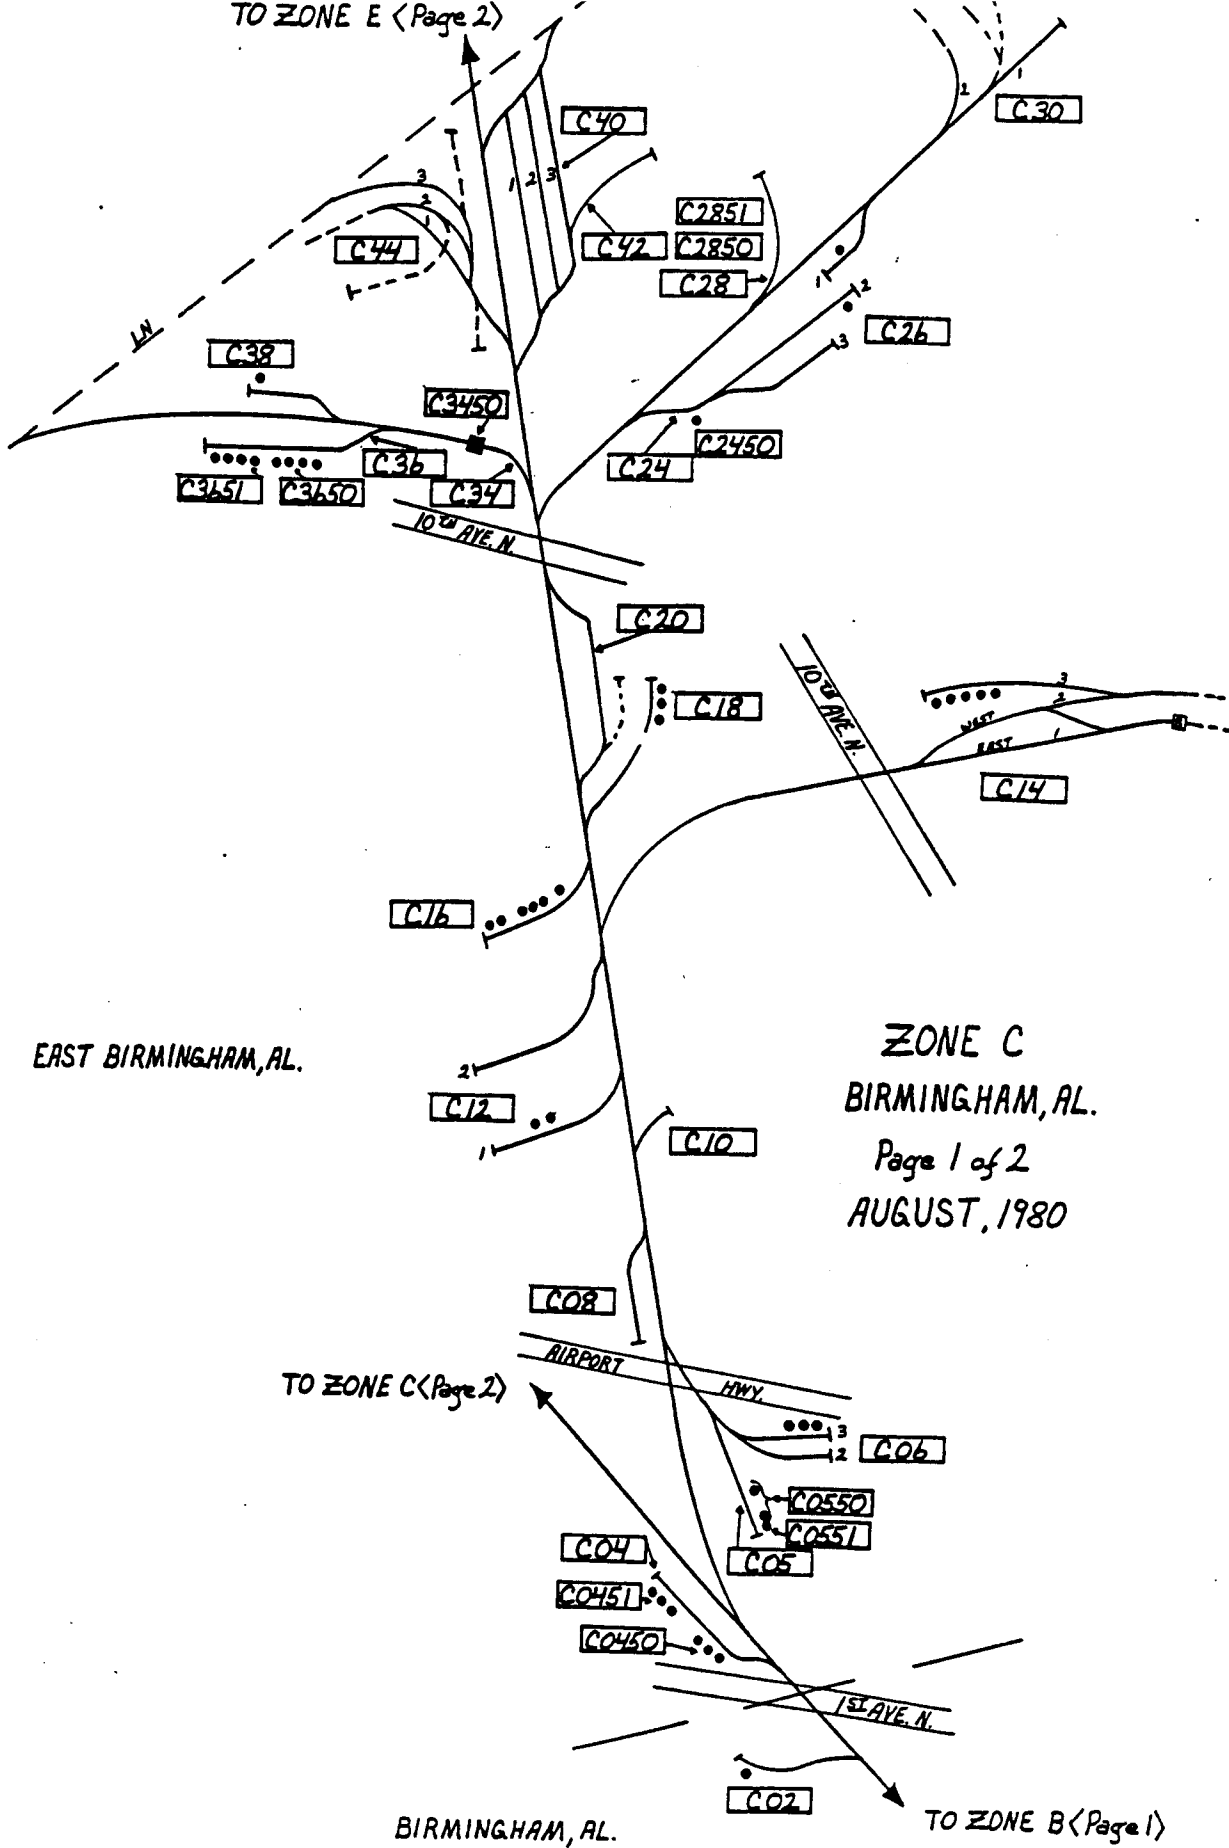 TO ZONE E <Page 2>
1
2
C30
C40
1 2 3
3
2
1
C2851
C42
C2850
C44
C28
1
2
LN
C26
3
C38
C3450
C2450
C36
C24
C3651
C3650
C34
10TH AVE. N.
C20
10TH AVE. N.
3
C18
2
WEST
EAST
1
C14
C16
ZONE C
EAST BIRMINGHAM, AL.
2
BIRMINGHAM, AL.
C12
C10
1
Page 1 of 2
AUGUST, 1980
C08
AIRPORT HWY.
TO ZONE C <Page 2>
3
C06
2
C0550
C0551
C04
C05
C0451
C0450
1ST AVE. N.
C02
TO ZONE B <Page 1>
BIRMINGHAM, AL.